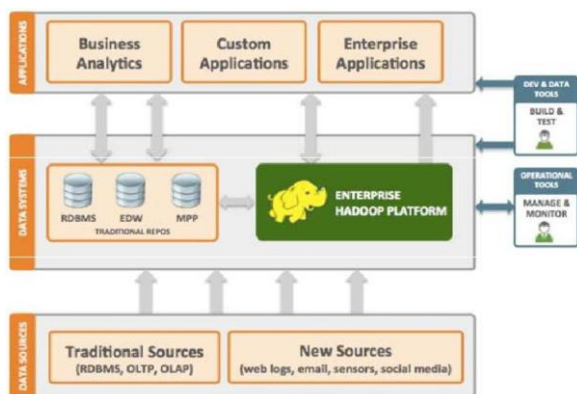 APPLICATIONS
Business
Analytics
Custom
Applications
Enterprise
Applications
DEV & DATA
TOOLS
BUILD &
TEST
DATA SYSTEMS
RDBMS
EDW
MPP
TRADITIONAL REPOS
ENTERPRISE
HADOOP PLATFORM
OPERATIONAL
TOOLS
MANAGE &
MONITOR
DATA SOURCES
Traditional Sources
(RDBMS, OLTP, OLAP)
New Sources
(web logs, email, sensors, social media)